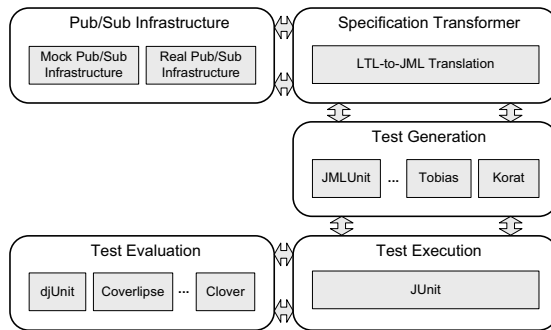 Pub/Sub Infrastructure
Mock Pub/Sub
Infrastructure
Real Pub/Sub
Infrastructure
Specification Transformer
LTL-to-JML Translation
Test Generation
JMLUnit
...
Tobias
Korat
Test Evaluation
djUnit
Coverlipse
...
Clover
Test Execution
JUnit